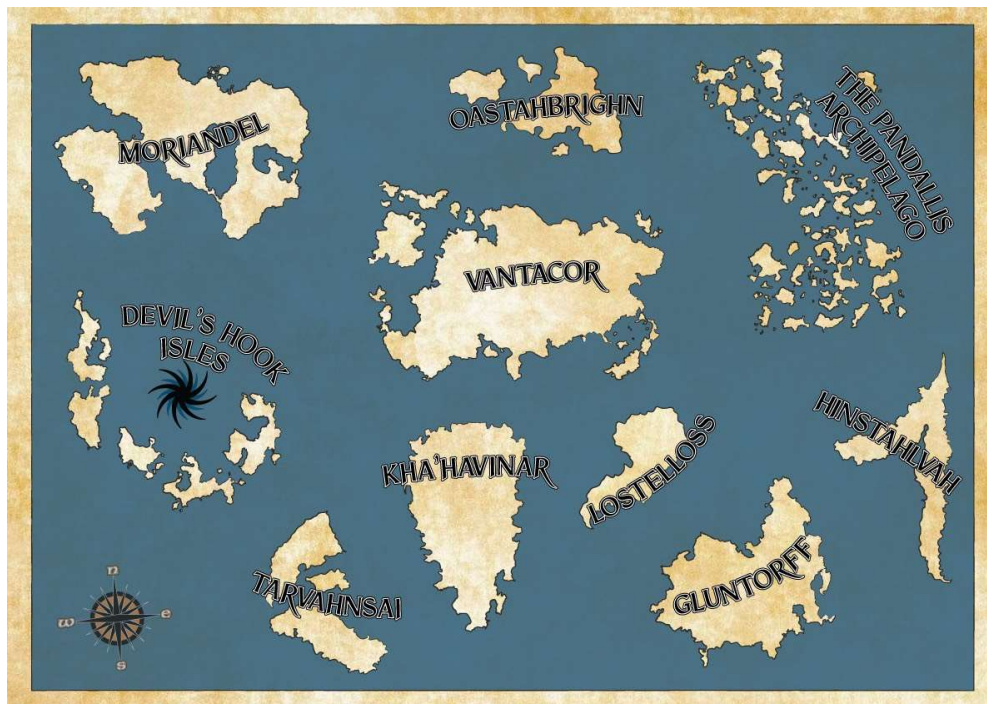 MORIANDEL
OASTAHBRIGHN
THE PANDALLIS
ARCHIPELAGO
VANTACOR
DEVIL'S HOOK
ISLES
HINSTAHLVAH
KHA'HAVINAR
LOSTELLOSS
GLUNTORFF
TARVAHNSAI
n
w e
s